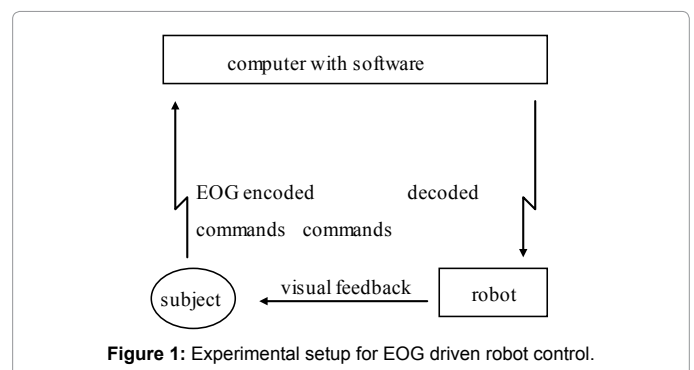 computer with software
EOG encoded decoded
commands commands
subject visual feedback robot
Figure 1: Experimental setup for EOG driven robot control.